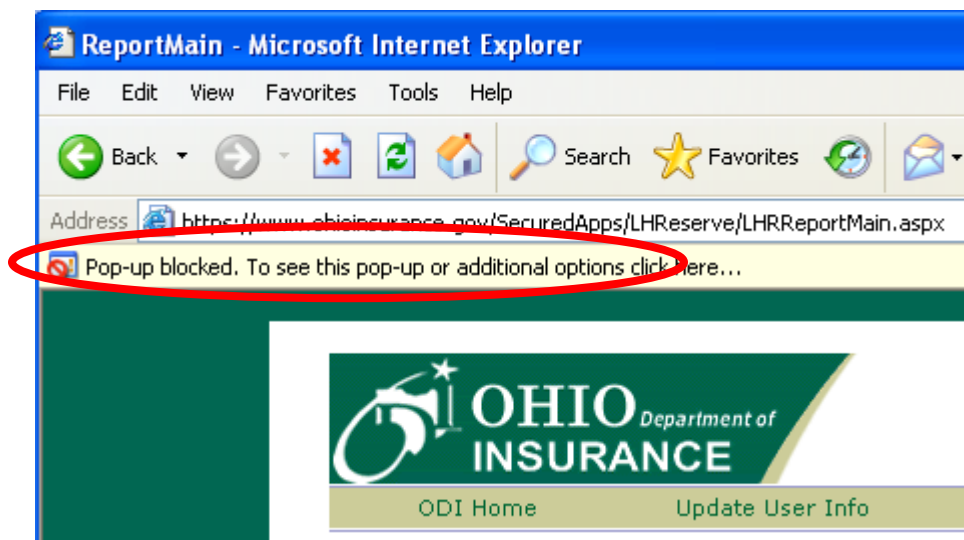 ReportMain - Microsoft Internet Explorer
File Edit View Favorites Tools Help
Back Search Favorites
Address https://www.ohioinsurance.gov/SecuredApps/LHReserve/LHRReportMain.aspx
Pop-up blocked. To see this pop-up or additional options click here...
OHIO Department of
INSURANCE
ODI Home Update User Info